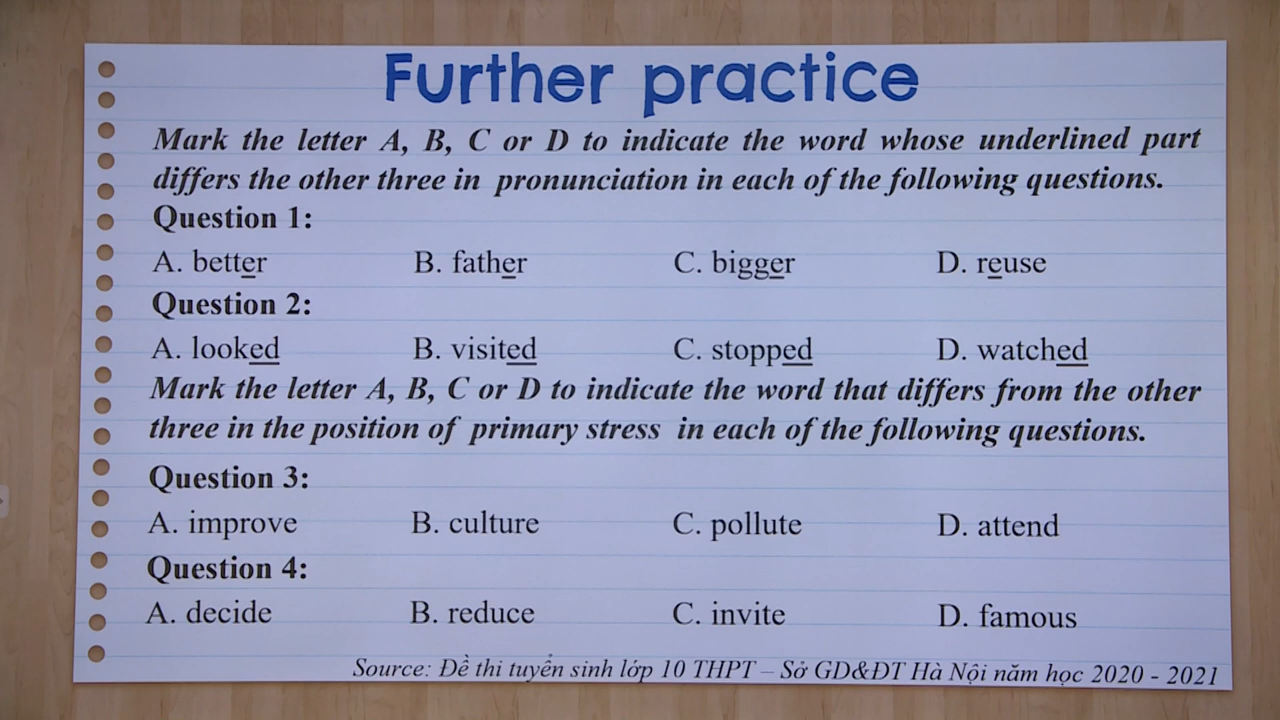 Further practice
Mark the letter A, B, C or D to indicate the word whose underlined part
differs the other three in pronunciation in each of the following questions.
Question 1:
A. better B. father C. bigger D. reuse
Question 2:
A. looked B. visited C. stopped D. watched
Mark the letter A, B, C or D to indicate the word that differs from the other
three in the position of primary stress in each of the following questions.
Question 3:
A. improve B. culture C. pollute D. attend
Question 4:
A. decide B. reduce C. invite D. famous
Source: Đề thi tuyển sinh lớp 10 THPT – Sở GD&ĐT Hà Nội năm học 2020 - 2021